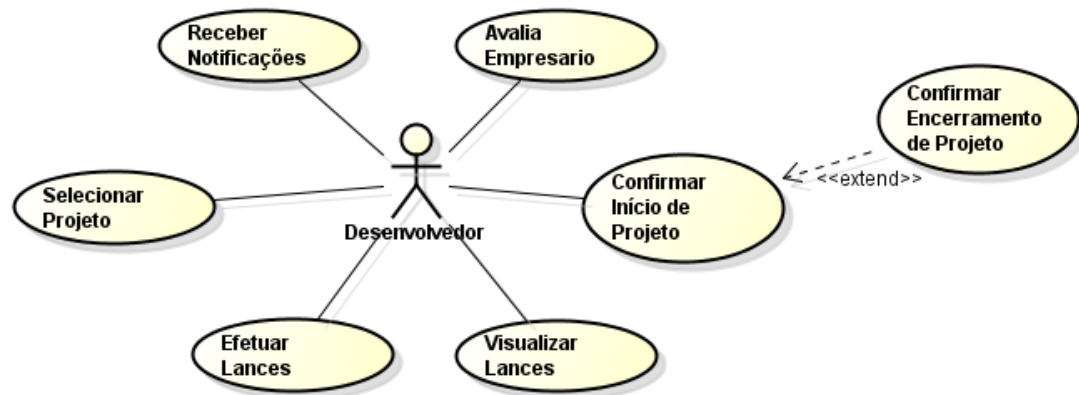 Receber
Notificações
Avalia
Empresario
Confirmar
Encerramento
de Projeto
<<extend>>
Selecionar
Projeto
Desenvolvedor
Confirmar
Início de
Projeto
Efetuar
Lances
Visualizar
Lances